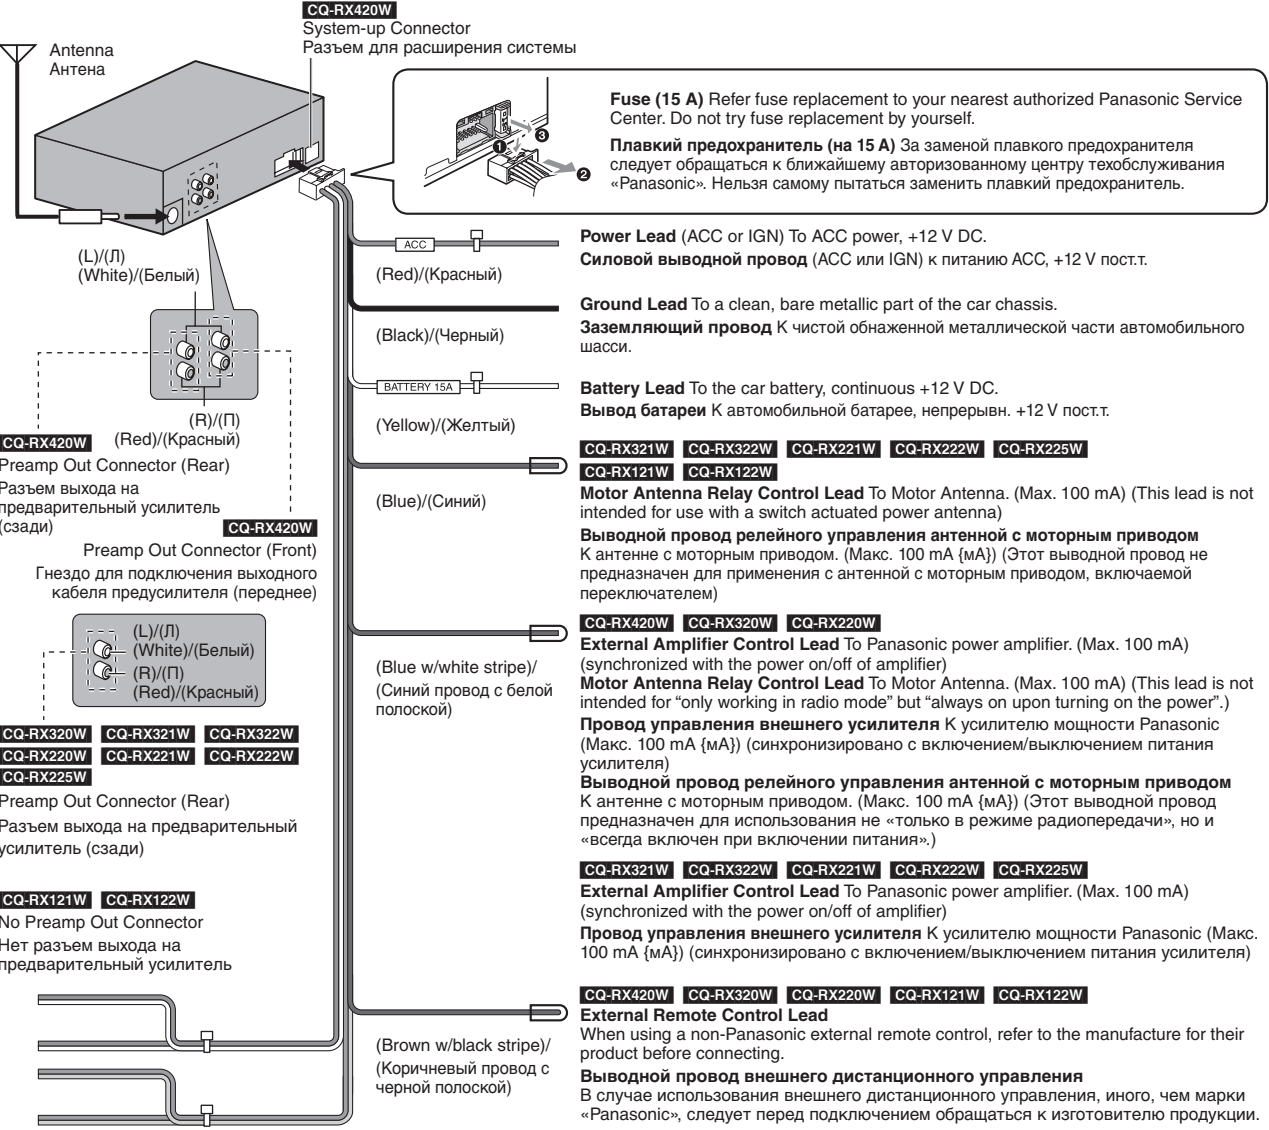 CQ-RX420W
System-up Connector
Разъем для расширения системы
Antenna
Антена
Fuse (15 A) Refer fuse replacement to your nearest authorized Panasonic Service
Center. Do not try fuse replacement by yourself.
Плавкий предохранитель (на 15 A) За заменой плавкого предохранителя
следует обращаться к ближайшему авторизованному центру техобслуживания
«Panasonic». Нельзя самому пытаться заменить плавкий предохранитель.
❶
❷
❸
(L)/(Л)
(White)/(Белый)
(R)/(П)
(Red)/(Красный)
CQ-RX420W
Preamp Out Connector (Rear)
Разъем выхода на
предварительный усилитель
(сзади)
CQ-RX420W
Preamp Out Connector (Front)
Гнездо для подключения выходного
кабеля предусилителя (переднее)
(L)/(Л)
(White)/(Белый)
(R)/(П)
(Red)/(Красный)
CQ-RX320W CQ-RX321W CQ-RX322W
CQ-RX220W CQ-RX221W CQ-RX222W
CQ-RX225W
Preamp Out Connector (Rear)
Разъем выхода на предварительный
усилитель (сзади)
CQ-RX121W CQ-RX122W
No Preamp Out Connector
Нет разъем выхода на
предварительный усилитель
ACC
(Red)/(Красный)
Power Lead (ACC or IGN) To ACC power, +12 V DC.
Силовой выводной провод (ACC или IGN) к питанию ACC, +12 V пост.т.
(Black)/(Черный)
Ground Lead To a clean, bare metallic part of the car chassis.
Заземляющий провод К чистой обнаженной металлической части автомобильного
шасси.
BATTERY 15A
(Yellow)/(Желтый)
Battery Lead To the car battery, continuous +12 V DC.
Вывод батареи К автомобильной батарее, непрерывн. +12 V пост.т.
(Blue)/(Синий)
CQ-RX321W CQ-RX322W CQ-RX221W CQ-RX222W CQ-RX225W
CQ-RX121W CQ-RX122W
Motor Antenna Relay Control Lead To Motor Antenna. (Max. 100 mA) (This lead is not
intended for use with a switch actuated power antenna)
Выводной провод релейного управления антенной с моторным приводом
К антенне с моторным приводом. (Макс. 100 mA {мА}) (Этот выводной провод не
предназначен для применения с антенной с моторным приводом, включаемой
переключателем)
(Blue w/white stripe)/
(Синий провод с белой
полоской)
CQ-RX420W CQ-RX320W CQ-RX220W
External Amplifier Control Lead To Panasonic power amplifier. (Max. 100 mA)
(synchronized with the power on/off of amplifier)
Motor Antenna Relay Control Lead To Motor Antenna. (Max. 100 mA) (This lead is not
intended for “only working in radio mode” but “always on upon turning on the power”.)
Провод управления внешнего усилителя К усилителю мощности Panasonic
(Макс. 100 mA {мА}) (синхронизировано с включением/выключением питания
усилителя)
Выводной провод релейного управления антенной с моторным приводом
К антенне с моторным приводом. (Макс. 100 mA {мА}) (Этот выводной провод
предназначен для использования не «только в режиме радиопередачи», но и
«всегда включен при включении питания».)
CQ-RX321W CQ-RX322W CQ-RX221W CQ-RX222W CQ-RX225W
External Amplifier Control Lead To Panasonic power amplifier. (Max. 100 mA)
(synchronized with the power on/off of amplifier)
Провод управления внешнего усилителя К усилителю мощности Panasonic (Макс.
100 mA {мА}) (синхронизировано с включением/выключением питания усилителя)
(Brown w/black stripe)/
(Коричневый провод с
черной полоской)
CQ-RX420W CQ-RX320W CQ-RX220W CQ-RX121W CQ-RX122W
External Remote Control Lead
When using a non-Panasonic external remote control, refer to the manufacture for their
product before connecting.
Выводной провод внешнего дистанционного управления
В случае использования внешнего дистанционного управления, иного, чем марки
«Panasonic», следует перед подключением обращаться к изготовителю продукции.